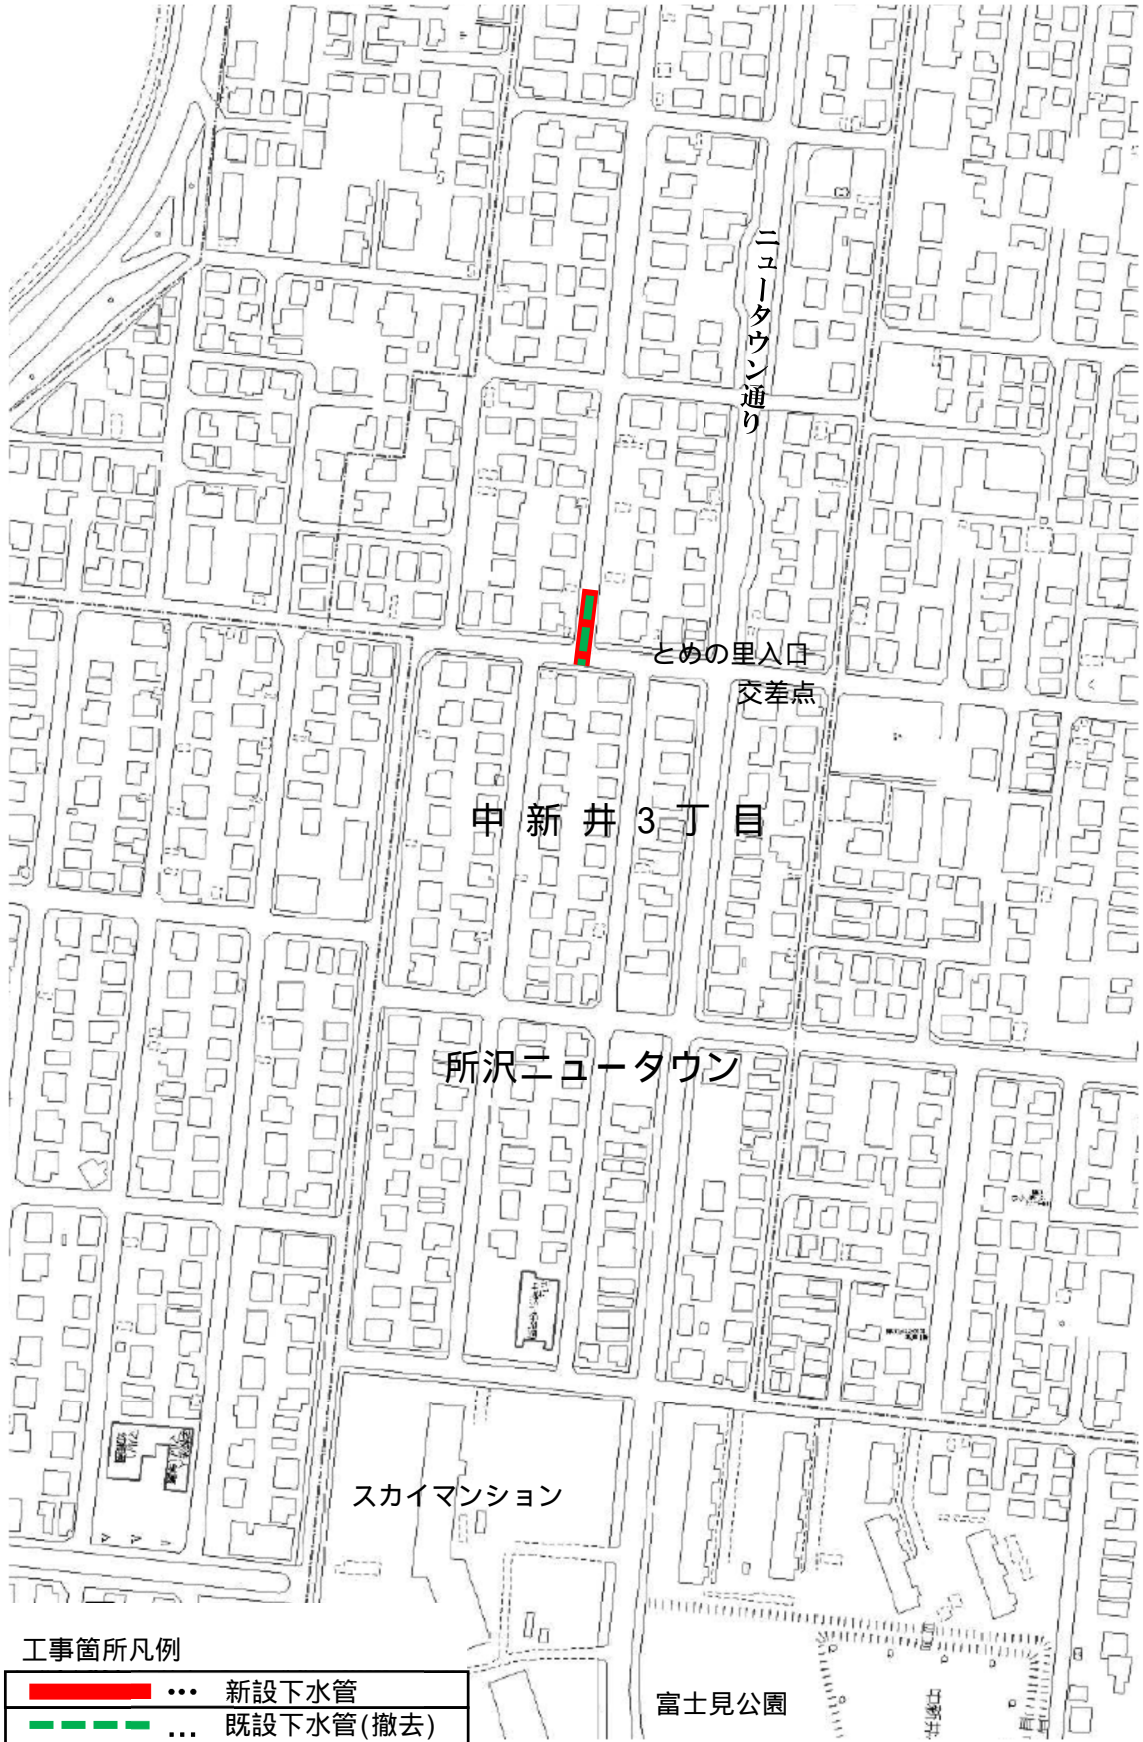 ニュータウン通り
とめの里入口
交差点
中新井3丁目
所沢ニュータウン
スカイマンション
富士見公園
工事箇所凡例
… 新設下水管
… 既設下水管(撤去)